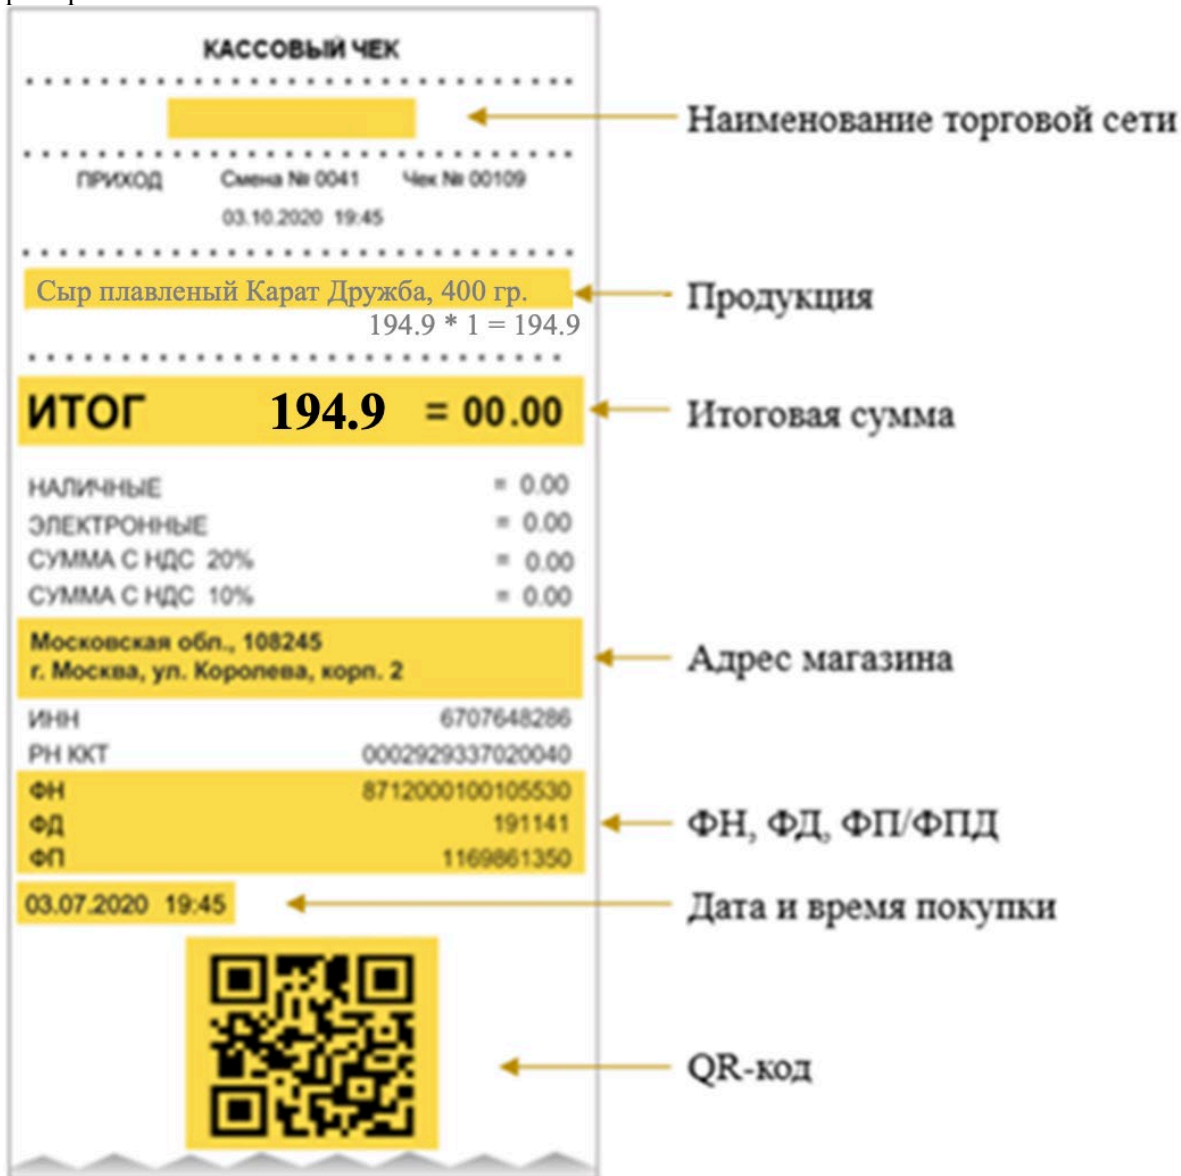 КАССОВЫЙ ЧЕК
Наименование торговой сети
ПРИХОД Смена № 0041 Чек № 00109
03.10.2020 19:45
Сыр плавленый Карат Дружба, 400 гр.
Продукция
194.9 * 1 = 194.9
ИТОГ 194.9 = 00.00
Итоговая сумма
НАЛИЧНЫЕ = 0.00
ЭЛЕКТРОННЫЕ = 0.00
СУММА С НДС 20% = 0.00
СУММА С НДС 10% = 0.00
Московская обл., 108245
г. Москва, ул. Королева, корп. 2
Адрес магазина
ИНН 6707648286
РН ККТ 0002929337020040
ФН 8712000100105530
ФД 191141
ФП 1169861350
ФН, ФД, ФП/ФПД
03.07.2020 19:45
Дата и время покупки
QR-код